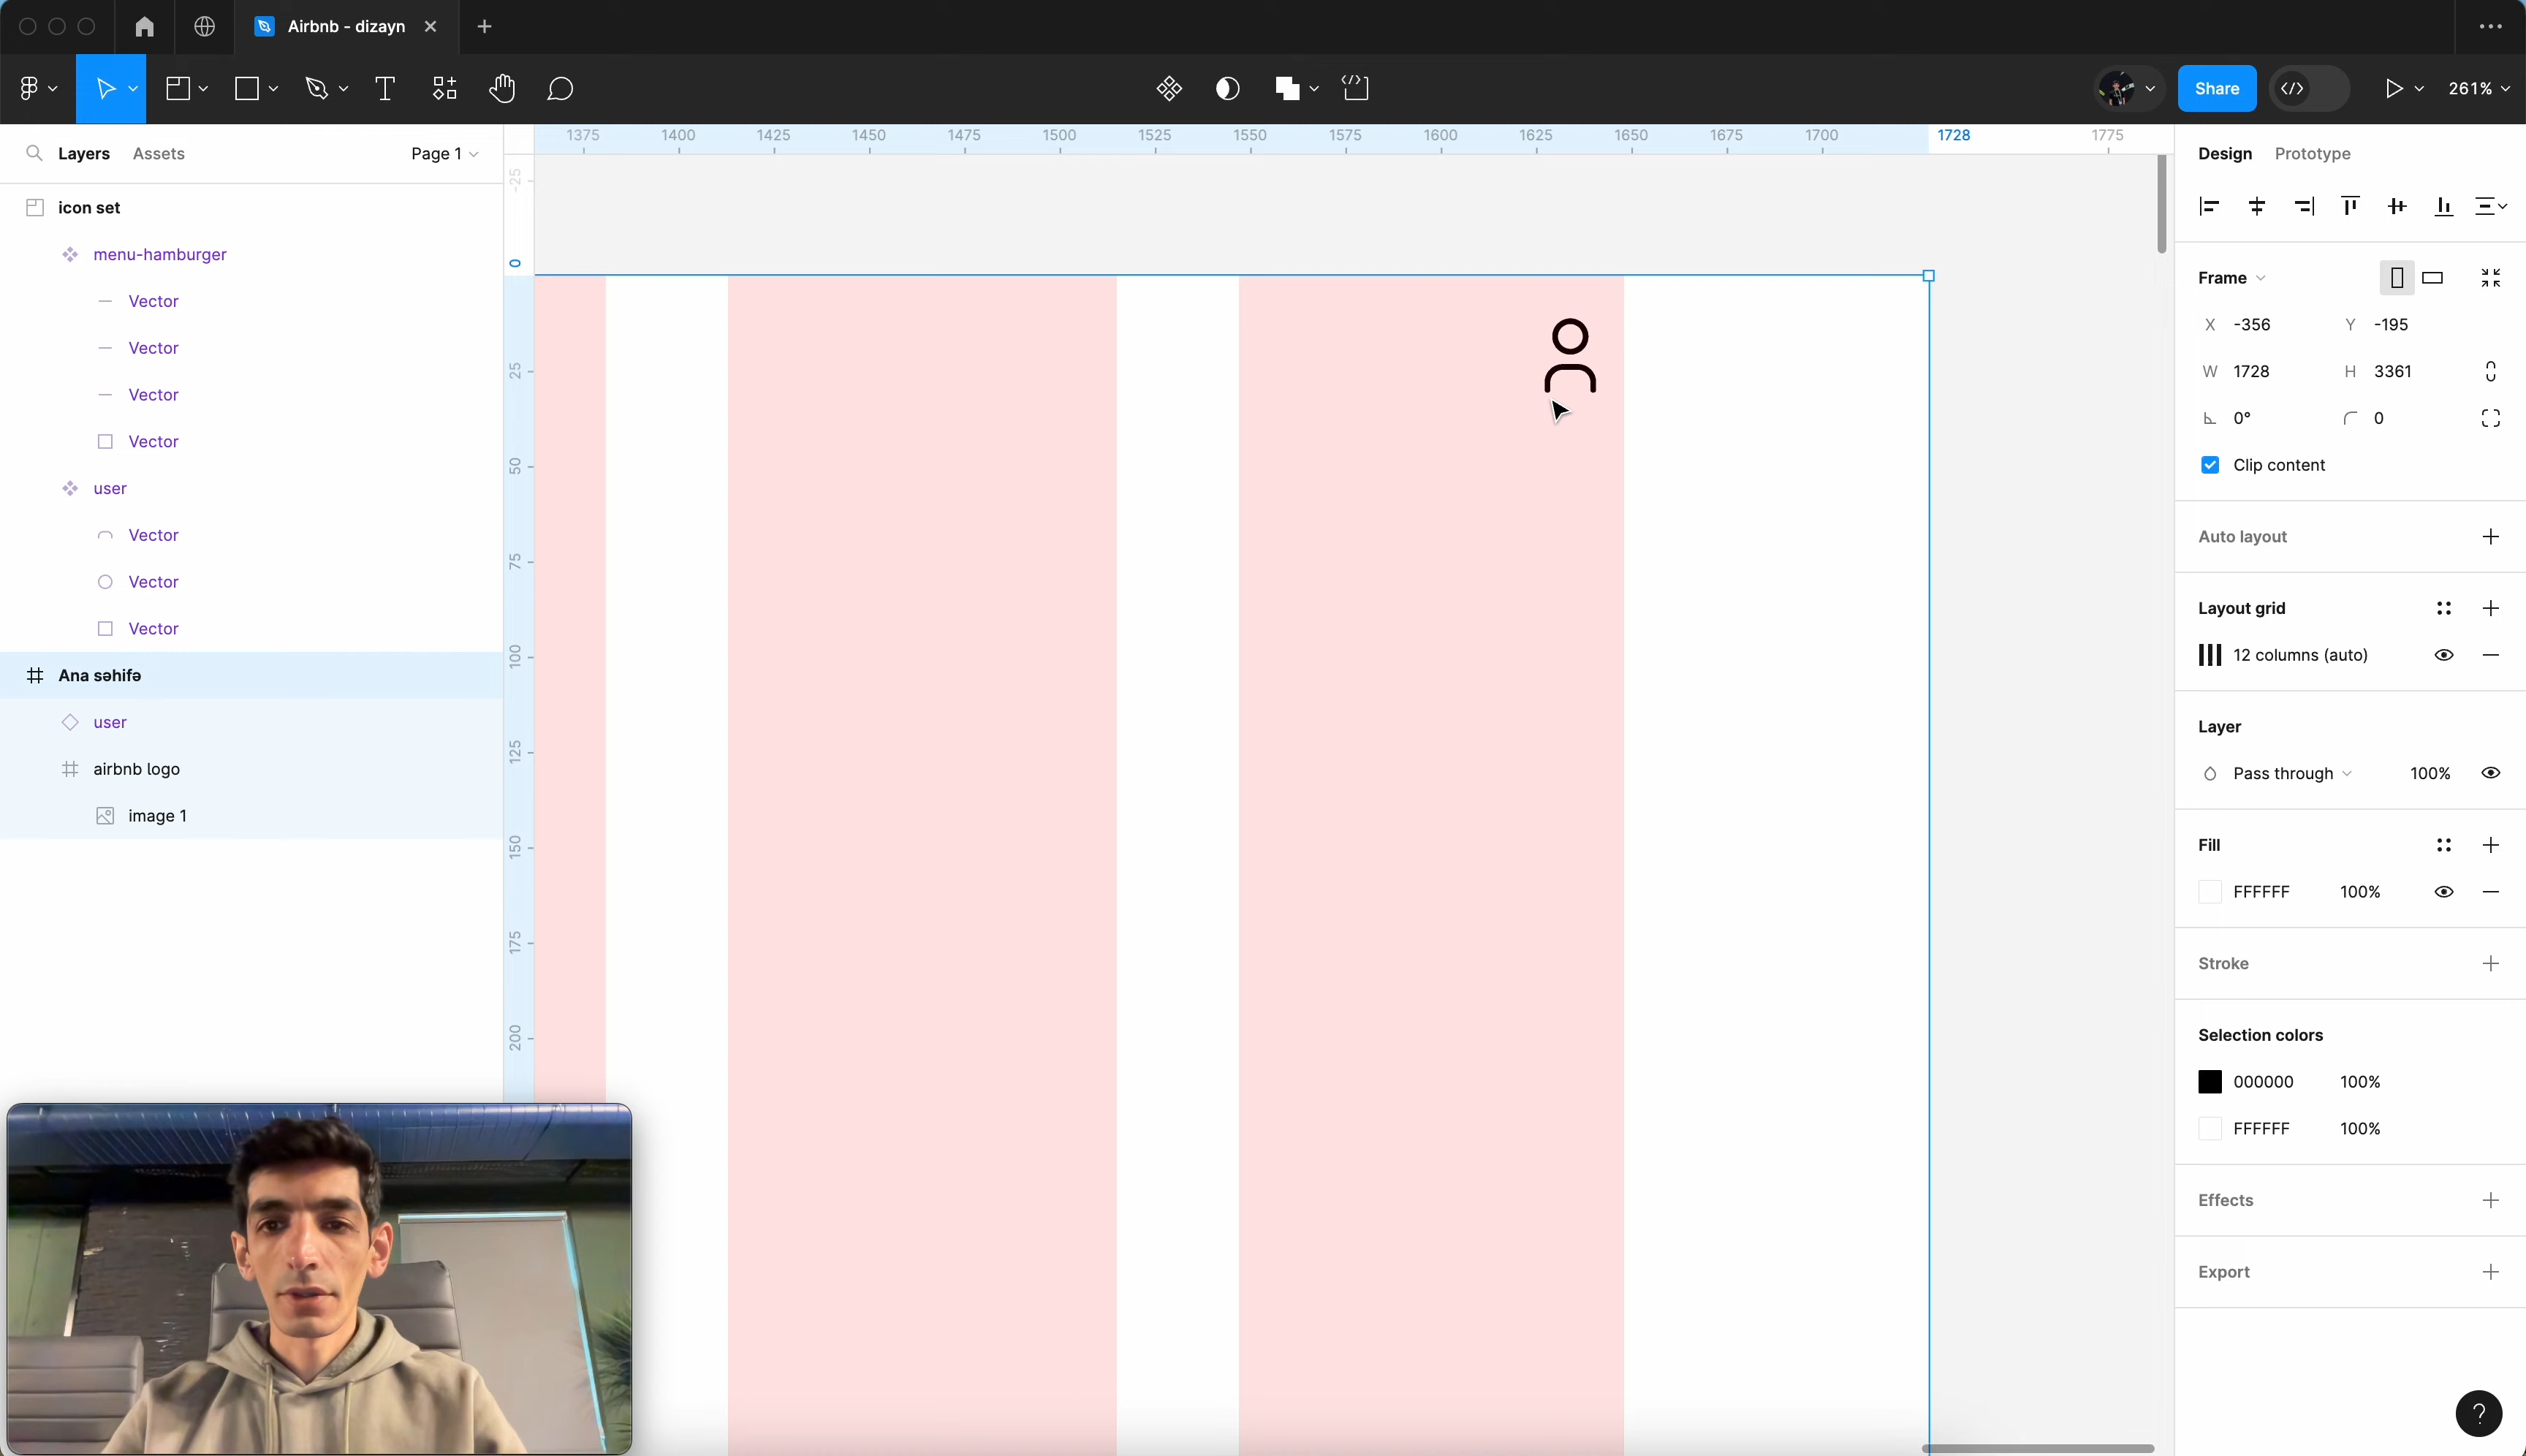 Airbnb - dizayn
Share
261%
Layers Assets Page 1
icon set
menu-hamburger
Vector
Vector
Vector
Vector
user
Vector
Vector
Vector
Ana səhifə
user
airbnb logo
image 1
1375 1400 1425 1450 1475 1500 1525 1550 1575 1600 1625 1650 1675 1700 1728 1775
-25
0
25
50
75
100
125
150
175
200
Design Prototype
Frame
X -356 Y -195
W 1728 H 3361
0° 0
Clip content
Auto layout
Layout grid
12 columns (auto)
Layer
Pass through 100%
Fill
FFFFFF 100%
Stroke
Selection colors
000000 100%
FFFFFF 100%
Effects
Export
?